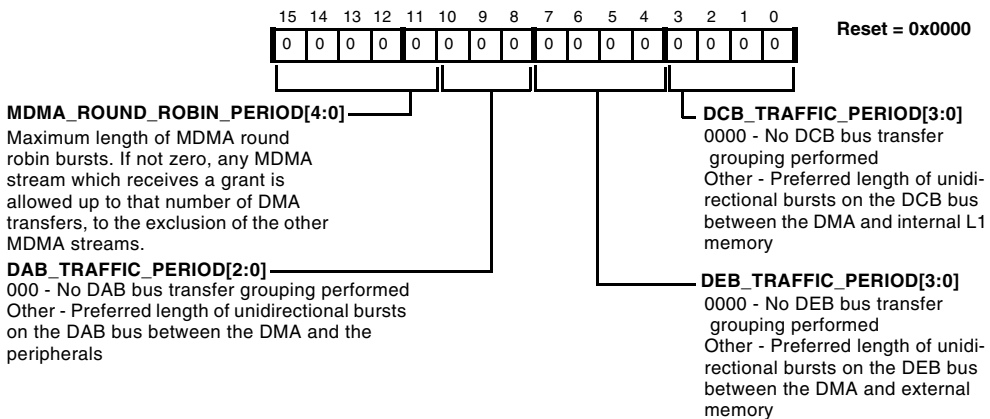 15 14 13 12 11 10 9 8 7 6 5 4 3 2 1 0
Reset = 0x0000
0 0 0 0 0 0 0 0 0 0 0 0 0 0 0 0
MDMA_ROUND_ROBIN_PERIOD[4:0]
Maximum length of MDMA round
robin bursts. If not zero, any MDMA
stream which receives a grant is
allowed up to that number of DMA
transfers, to the exclusion of the other
MDMA streams.
DAB_TRAFFIC_PERIOD[2:0]
000 - No DAB bus transfer grouping performed
Other - Preferred length of unidirectional bursts
on the DAB bus between the DMA and the
peripherals
DCB_TRAFFIC_PERIOD[3:0]
0000 - No DCB bus transfer
grouping performed
Other - Preferred length of unidi-
rectional bursts on the DCB bus
between the DMA and internal L1
memory
DEB_TRAFFIC_PERIOD[3:0]
0000 - No DEB bus transfer
grouping performed
Other - Preferred length of unidi-
rectional bursts on the DEB bus
between the DMA and external
memory